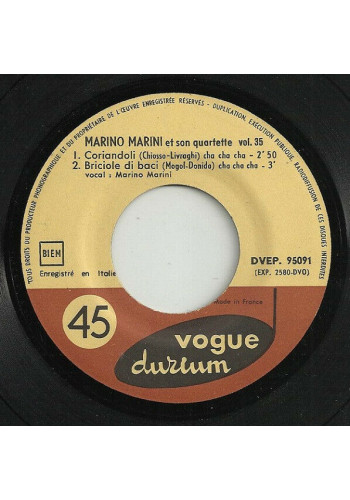 TOUS DROITS DU PRODUCTEUR PHONOGRAPHIQUE ET DU PROPRIÉTAIRE DE L'ŒUVRE ENREGISTRÉE RÉSERVÉS - DUPLICATION, EXÉCUTION PUBLIQUE, RADIODIFFUSION DE CES DISQUES INTERDITES
MARINO MARINI et son quartette vol. 35
1. Coriandoli (Chiosso-Livraghi) cha cha cha - 2'50
2. Briciole di baci (Mogol-Donida) cha cha cha - 3'
vocal : Marino Marini
BIEM
DVEP. 95091
(EXP. 2580-DVO)
Enregistré en Italie
Made in France
45
vogue
durium